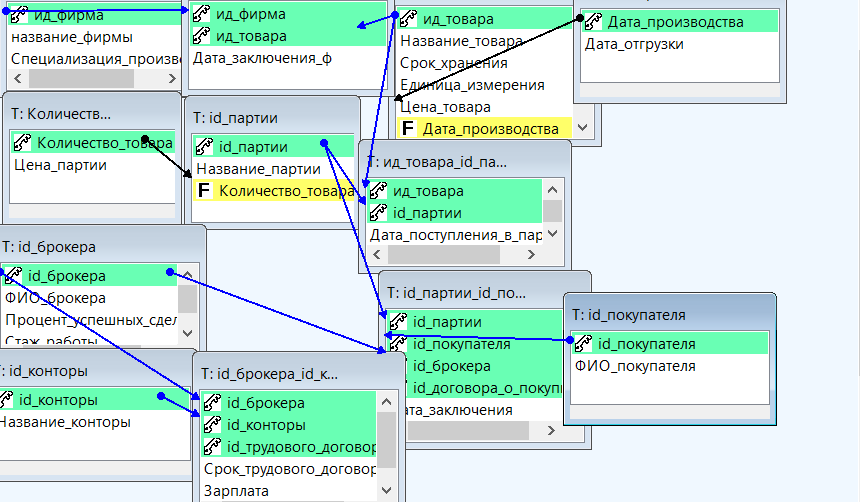 ид_фирма
название_фирмы
Специализация_произвс
ид_фирма
ид_товара
Дата_заключения_ф
ид_товара
Название_товара
Срок_хранения
Единица_измерения
Цена_товара
F Дата_производства
Дата_производства
Дата_отгрузки
T: Количеств...
Количество_товара
Цена_партии
T: id_партии
id_партии
Название_партии
F Количество_товара
T: ид_товара_id_па...
ид_товара
id_партии
Дата_поступления_в_пар
T: id_брокера
id_брокера
ФИО_брокера
Процент_успешных_сдел
Стаж_работы
T: id_партии_id_по...
id_партии
id_покупателя
id_брокера
id_договора_о_покуп
ата_заключения
T: id_покупателя
id_покупателя
ФИО_покупателя
: id_конторы
id_конторы
Название_конторы
T: id_брокера_id_к...
id_брокера
id_конторы
id_трудового_договор
Срок_трудового_договор
Зарплата